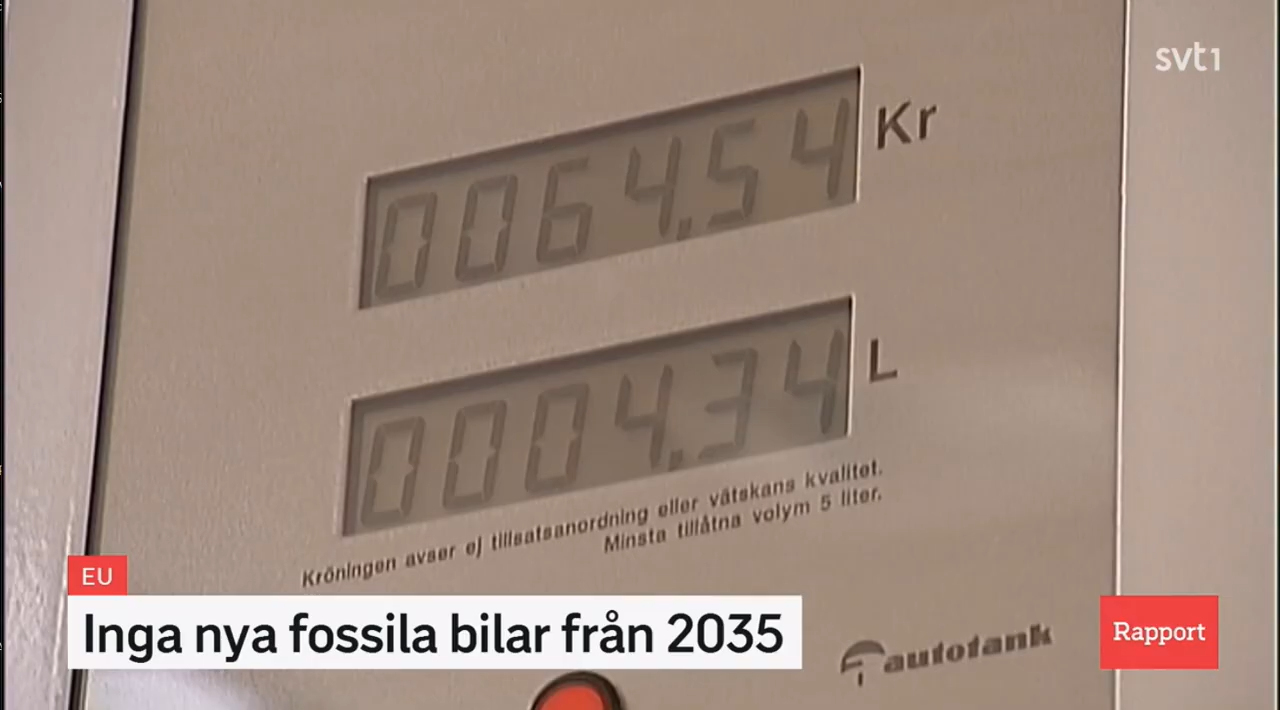 svt1
0064.54 Kr
0004.34 L
Kröningen avser ej tillsatsanordning eller vätskans kvalitet.
Minsta tillåtna volym 5 liter.
EU
Inga nya fossila bilar från 2035
autotank
Rapport